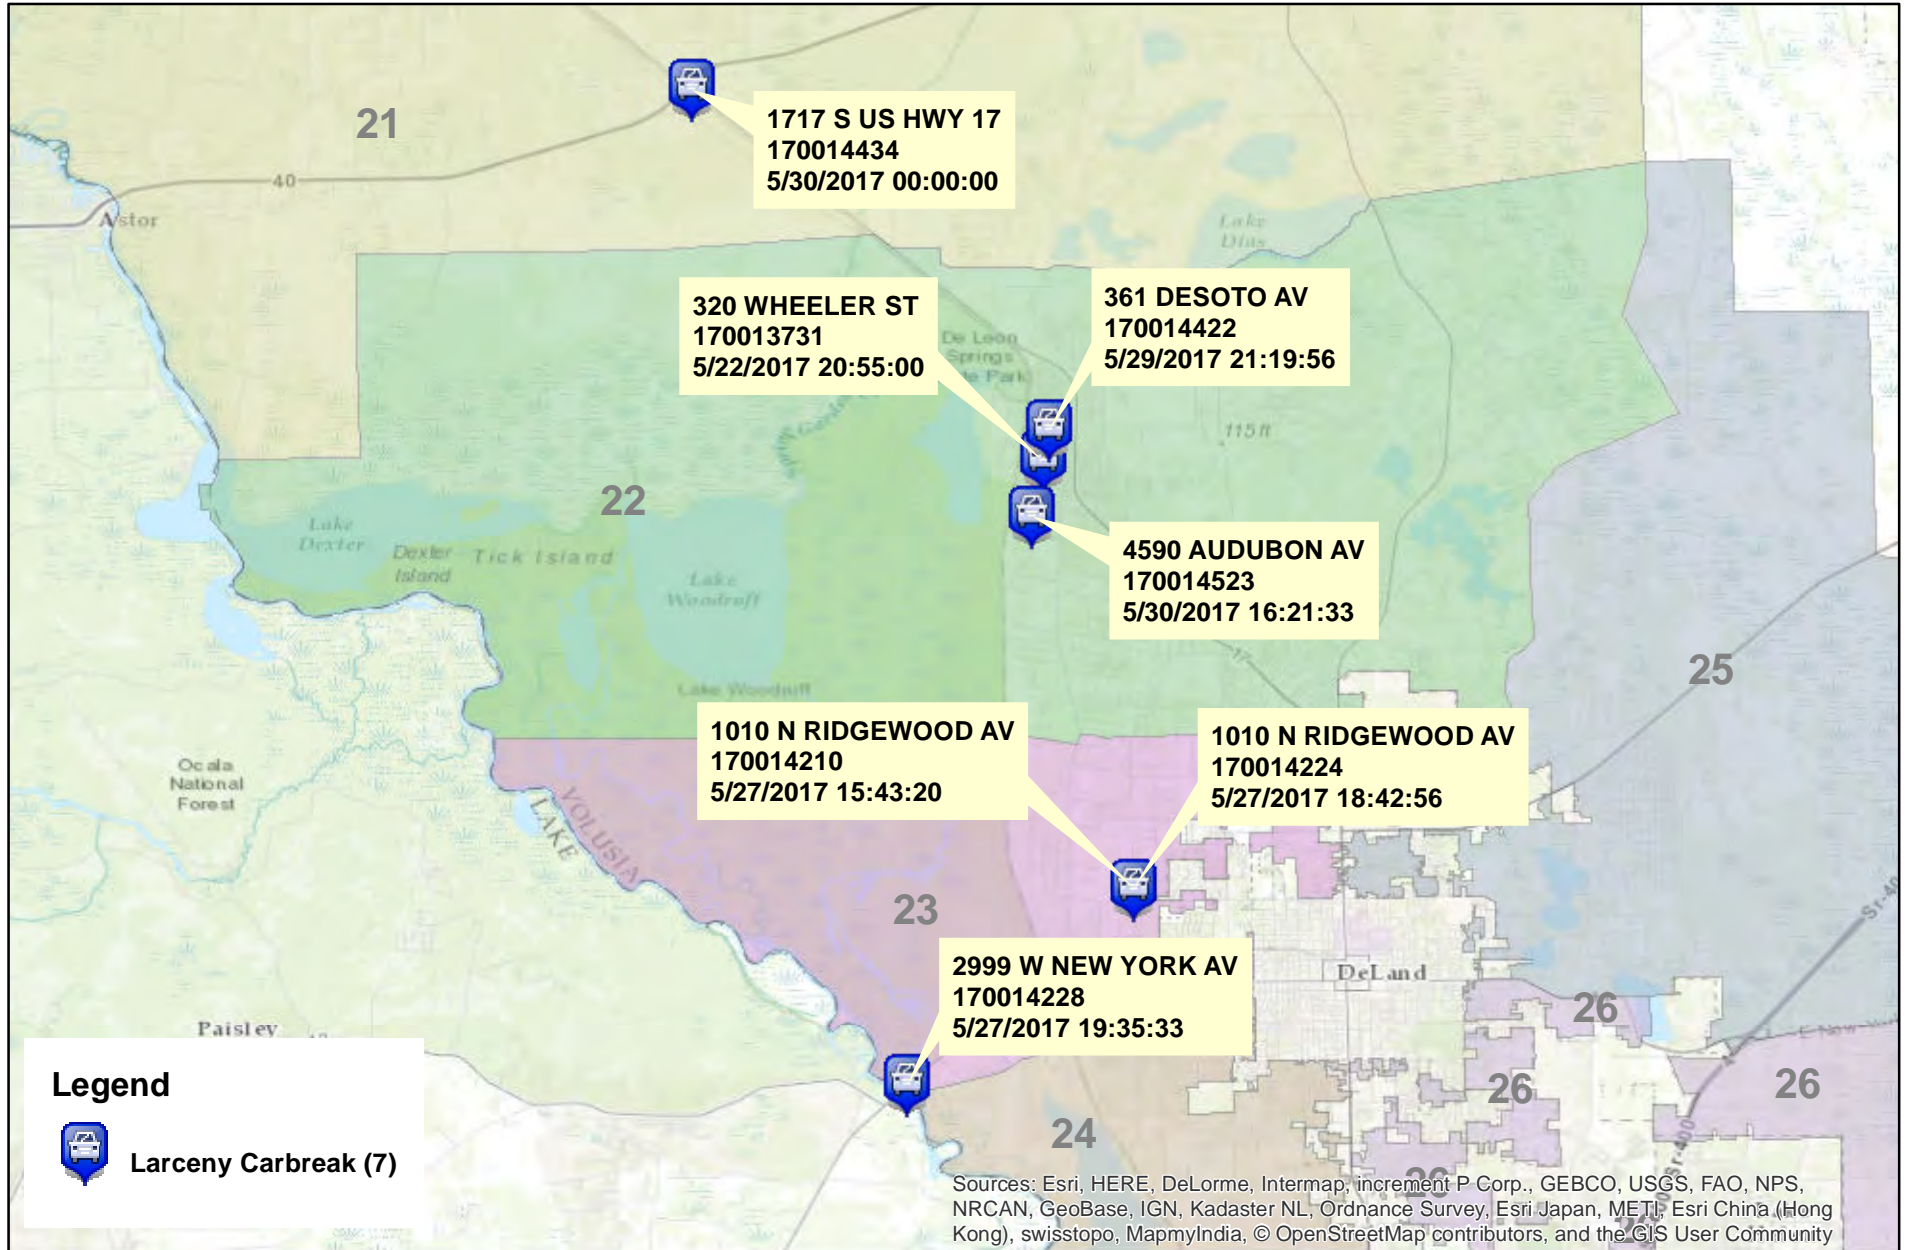 21
1717 S US HWY 17
170014434
5/30/2017 00:00:00
40
Astor
Lake
Dias
320 WHEELER ST
170013731
5/22/2017 20:55:00
361 DESOTO AV
170014422
5/29/2017 21:19:56
De Leon
Springs
Park
115 ft
22
Lake
Dexter
Dexter
Island
Tick Island
Lake
Woodruff
4590 AUDUBON AV
170014523
5/30/2017 16:21:33
17
25
Lake Woodruff
1010 N RIDGEWOOD AV
170014210
5/27/2017 15:43:20
1010 N RIDGEWOOD AV
170014224
5/27/2017 18:42:56
Ocala
National
Forest
VOLUSIA
LAKE
23
2999 W NEW YORK AV
170014228
5/27/2017 19:35:33
DeLand
26
Paisley
26
26
24
26
Legend
Larceny Carbreak (7)
Sources: Esri, HERE, DeLorme, Intermap, increment P Corp., GEBCO, USGS, FAO, NPS,
NRCAN, GeoBase, IGN, Kadaster NL, Ordnance Survey, Esri Japan, METI, Esri China (Hong
Kong), swisstopo, MapmyIndia, © OpenStreetMap contributors, and the GIS User Community